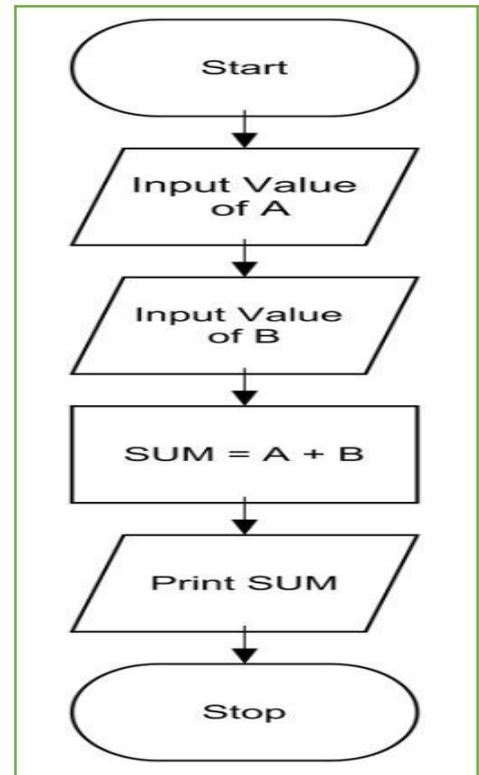 Start
Input Value
of A
Input Value
of B
SUM = A + B
Print SUM
Stop